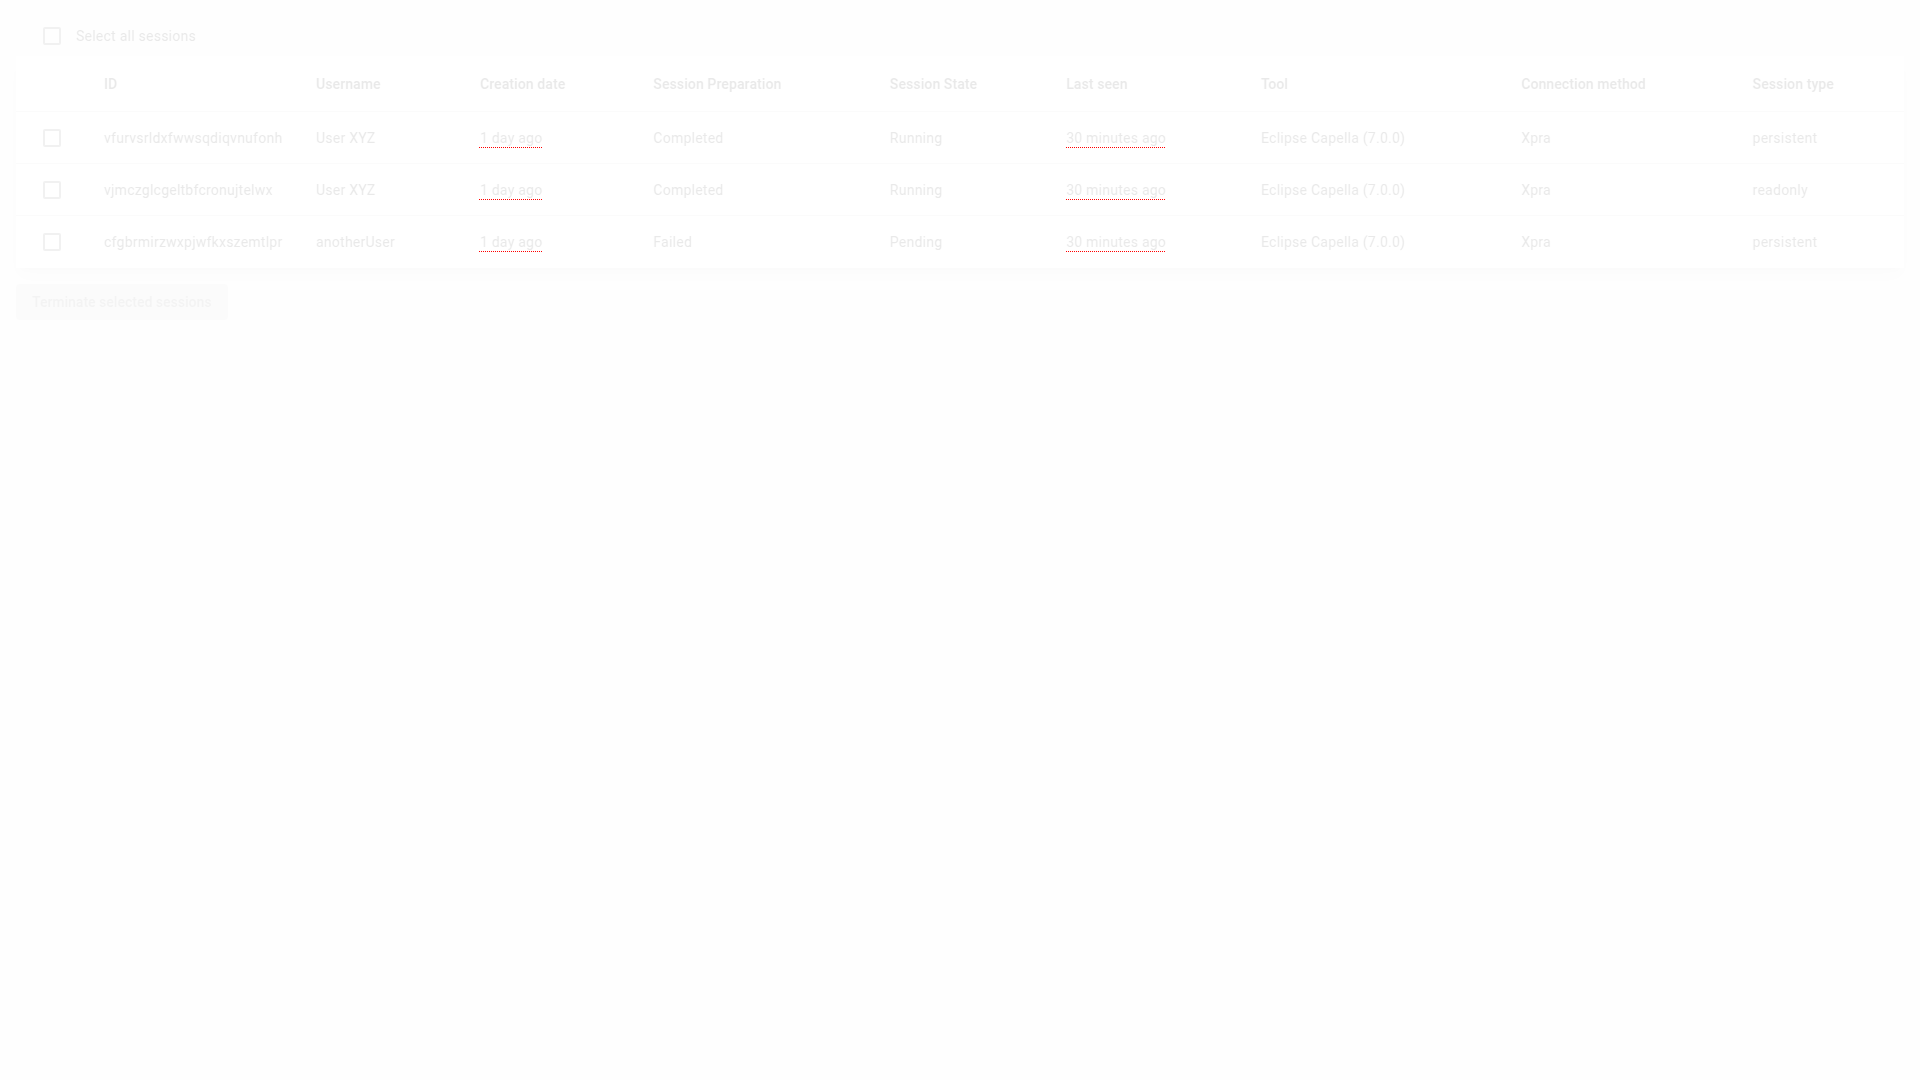 Select all sessions
ID Username Creation date Session Preparation Session State Last seen Tool Connection method Session type
vfurvsrldxfwwsqdiqvnufonh User XYZ 1 day ago Completed Running 30 minutes ago Eclipse Capella (7.0.0) Xpra persistent
vjmczglcgeltbfcronujtelwx User XYZ 1 day ago Completed Running 30 minutes ago Eclipse Capella (7.0.0) Xpra readonly
cfgbrmirzwxpjwfkxszemtlpr anotherUser 1 day ago Failed Pending 30 minutes ago Eclipse Capella (7.0.0) Xpra persistent
Terminate selected sessions